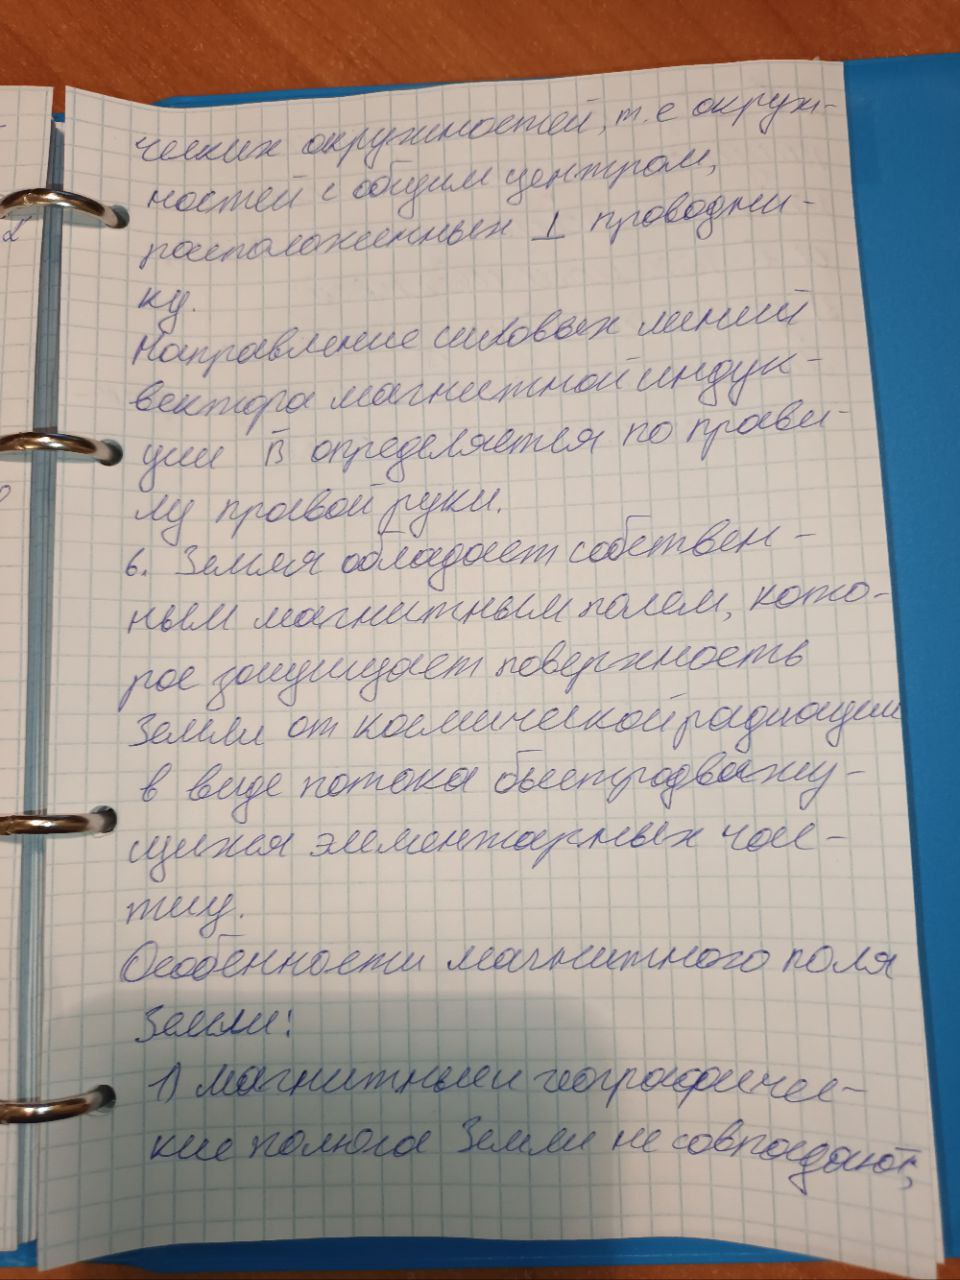 ческих окружностей, т.е окруж-
ностей с общим центром,
расположенных ⊥ проводни-
ку.
Направление силовых линий
вектора магнитной индук-
ции B определяется по прави-
лу правой руки.
6. Земля обладает собствен-
ным магнитным полем, кото-
рое защищает поверхность
Земли от космической радиации
в виде потока быстродвижу-
щихся элементарных час-
тиц.
Особенности магнитного поля
Земли:
1) магнитные и географичес-
кие полюса Земли не совпадают;